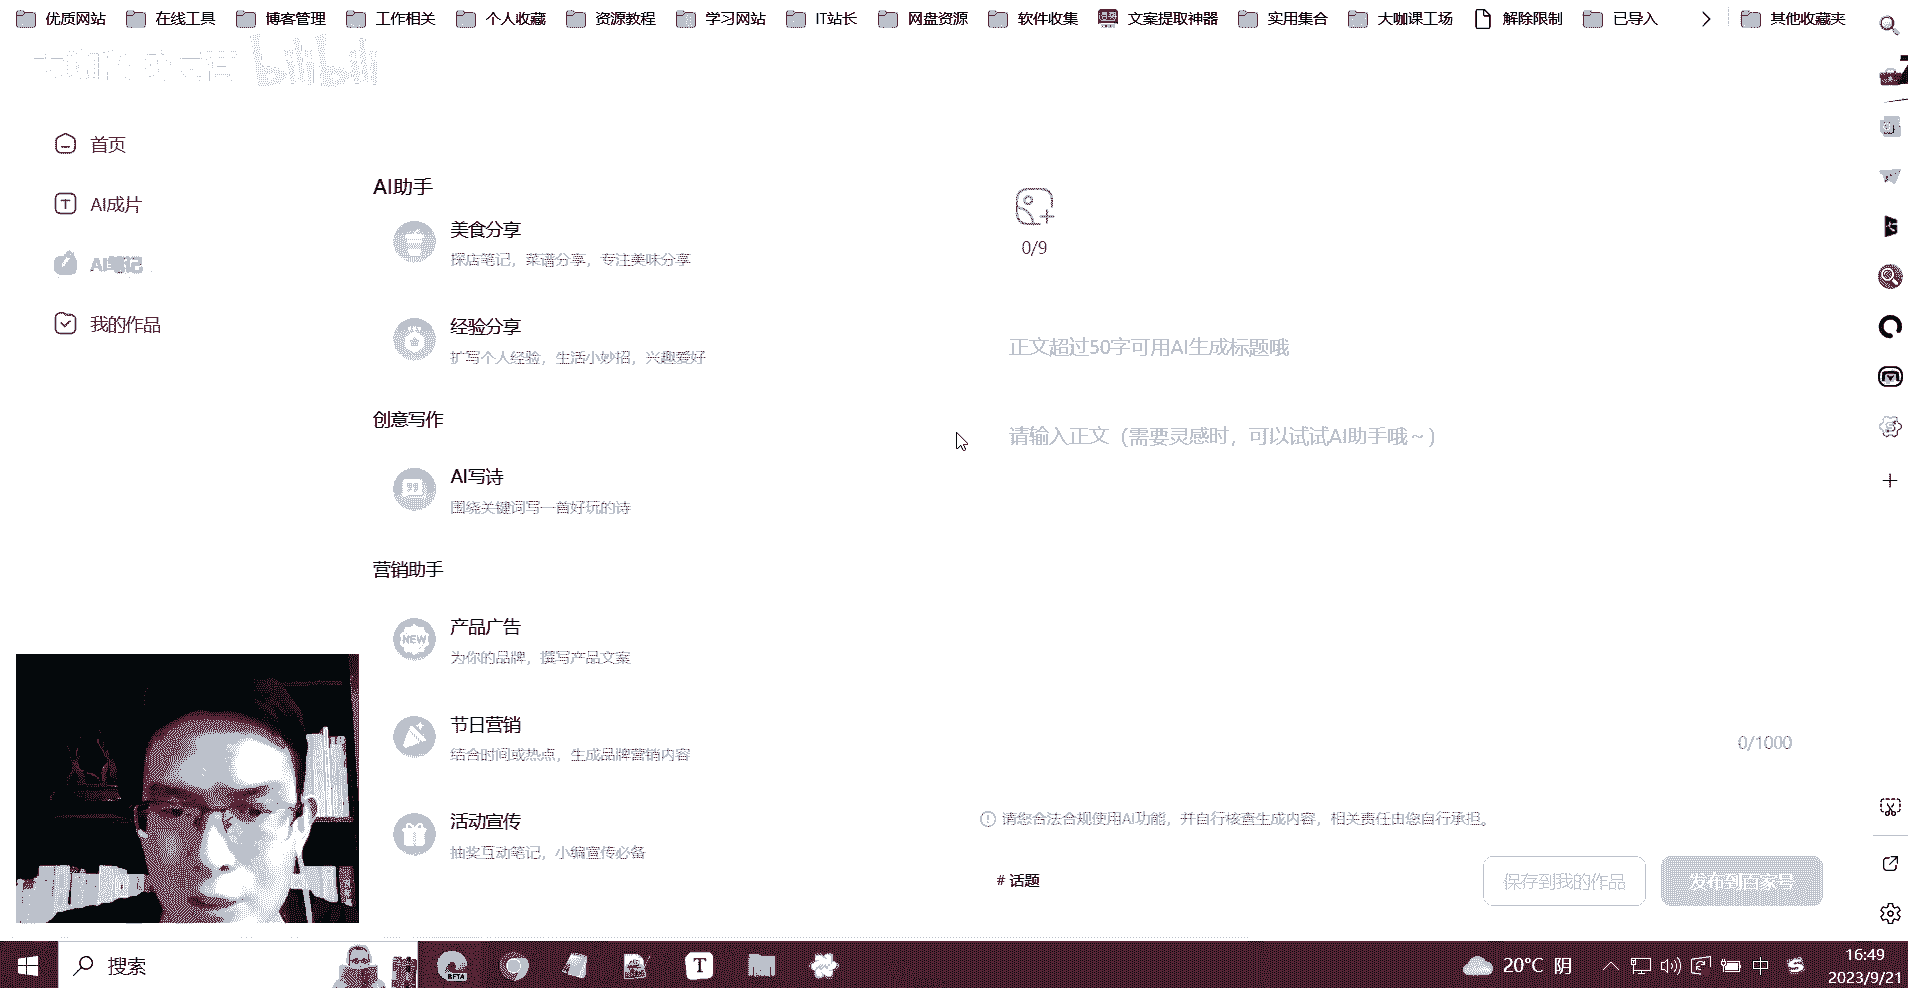 优质网站 在线工具 博客管理 工作相关 个人收藏 资源教程 学习网站 IT站长 网盘资源 软件收集 文案提取神器 实用集合 大咖课工场 解除限制 已导入 其他收藏夹
bilibili
首页
AI成片
AI笔记
我的作品
AI助手
美食分享
探店笔记，菜谱分享，专注美味分享
经验分享
扩写个人经验，生活小妙招，兴趣爱好
创意写作
AI写诗
围绕关键词写一首好玩的诗
营销助手
NEW
产品广告
为你的品牌，撰写产品文案
节日营销
结合时间或热点，生成品牌营销内容
活动宣传
抽奖互动笔记，小编宣传必备
0/9
正文超过50字可用AI生成标题哦
请输入正文（需要灵感时，可以试试AI助手哦～）
0/1000
请您合法合规使用AI功能，并自行核查生成内容，相关责任由您自行承担。
# 话题
保存到我的作品
发布到百家号
搜索
BETA
T
20°C 阴
中
16:49
2023/9/21